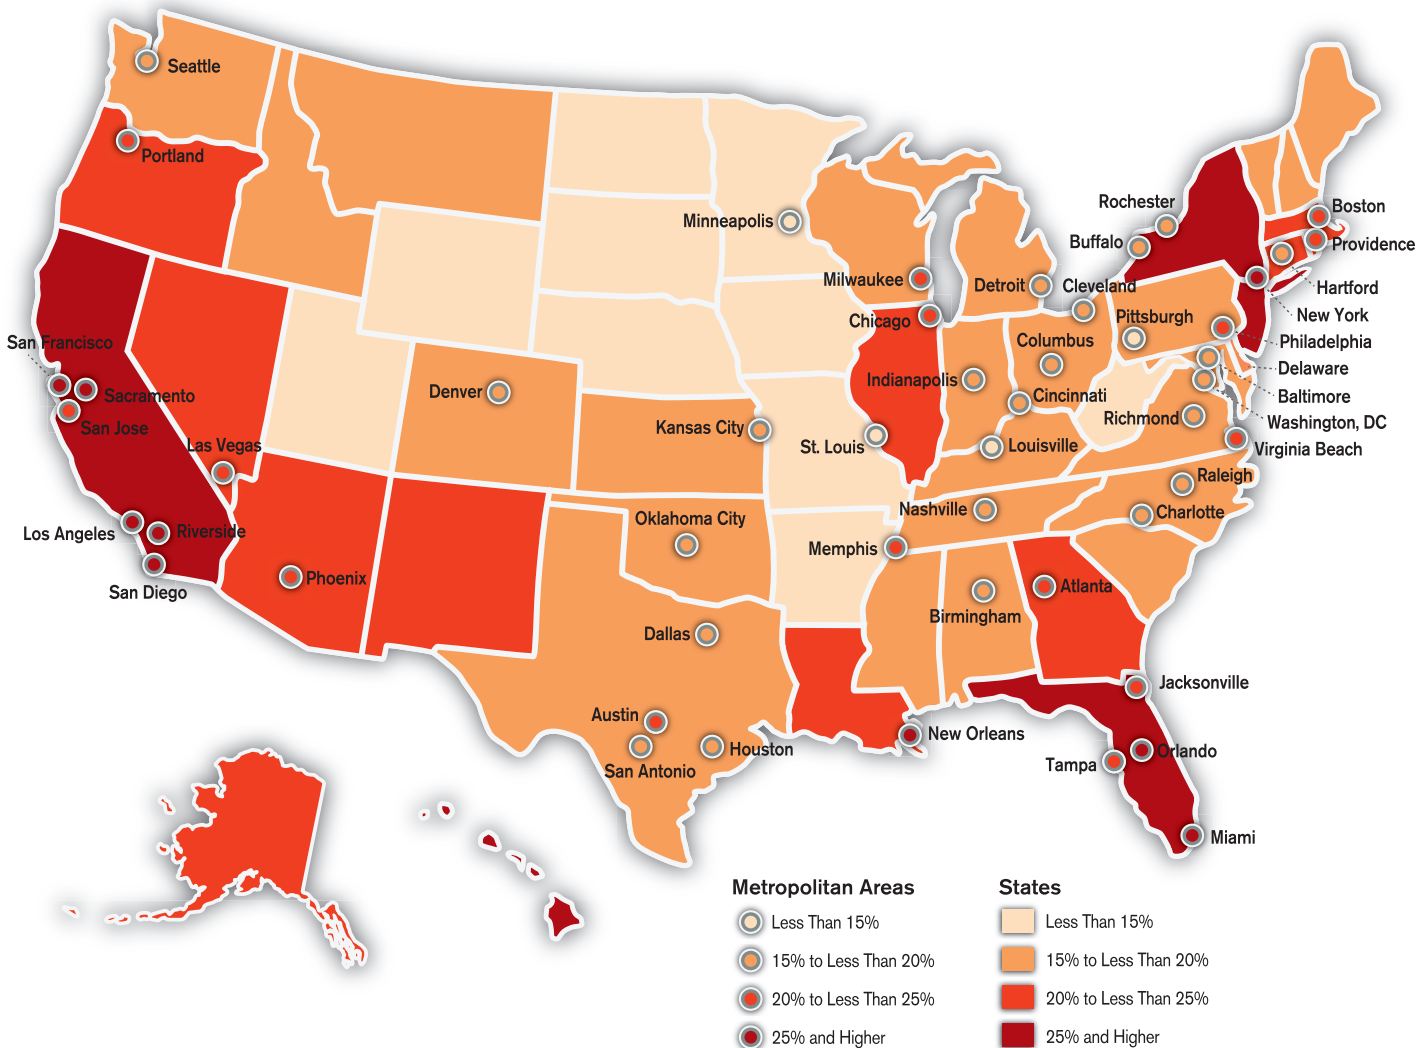 Seattle
Portland
Minneapolis
Rochester
Buffalo
Boston
Providence
Milwaukee
Detroit
Cleveland
Hartford
New York
Chicago
Pittsburgh
Philadelphia
Columbus
Delaware
San Francisco
Sacramento
San Jose
Denver
Indianapolis
Cincinnati
Baltimore
Washington, DC
Richmond
Virginia Beach
Kansas City
St. Louis
Louisville
Las Vegas
Raleigh
Charlotte
Nashville
Oklahoma City
Memphis
Los Angeles
Riverside
San Diego
Phoenix
Atlanta
Birmingham
Dallas
Jacksonville
Austin
San Antonio
Houston
New Orleans
Orlando
Tampa
Miami
Metropolitan Areas
Less Than 15%
15% to Less Than 20%
20% to Less Than 25%
25% and Higher
States
Less Than 15%
15% to Less Than 20%
20% to Less Than 25%
25% and Higher